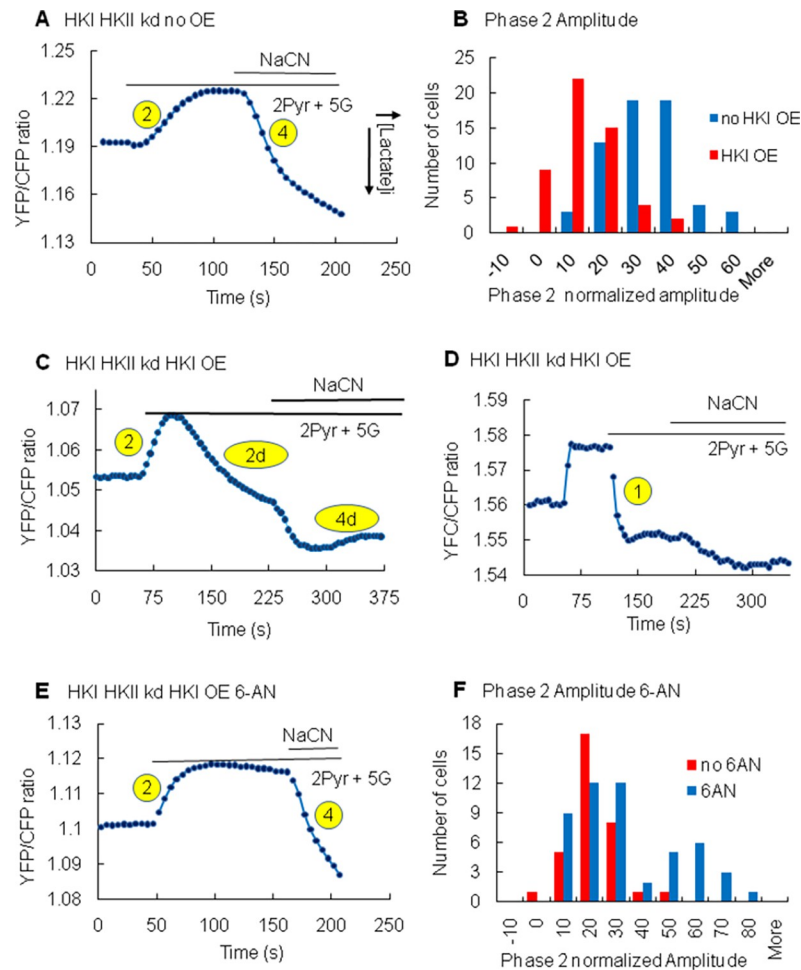 A HKI HKII kd no OE
NaCN
2Pyr + 5G
2
4
[Lactate]i
YFP/CFP ratio
1.25
1.22
1.19
1.16
1.13
0 50 100 150 200 250
Time (s)
B Phase 2 Amplitude
Number of cells
25
20
15
10
5
0
no HKI OE
HKI OE
-10 0 10 20 30 40 50 60 More
Phase 2 normalized amplitude
C HKI HKII kd HKI OE
NaCN
2Pyr + 5G
2
2d
4d
YFP/CFP ratio
1.07
1.06
1.05
1.04
1.03
0 75 150 225 300 375
Time (s)
D HKI HKII kd HKI OE
NaCN
2Pyr + 5G
1
YFC/CFP ratio
1.59
1.58
1.57
1.56
1.55
1.54
0 75 150 225 300
Time (s)
E HKI HKII kd HKI OE 6-AN
NaCN
2Pyr + 5G
2
4
YFP/CFP ratio
1.13
1.12
1.11
1.1
1.09
1.08
0 50 100 150 200 250
Time (s)
F Phase 2 Amplitude 6-AN
Number of cells
18
15
12
9
6
3
0
no 6AN
6AN
-10 0 10 20 30 40 50 60 70 80 More
Phase 2 normalized Amplitude